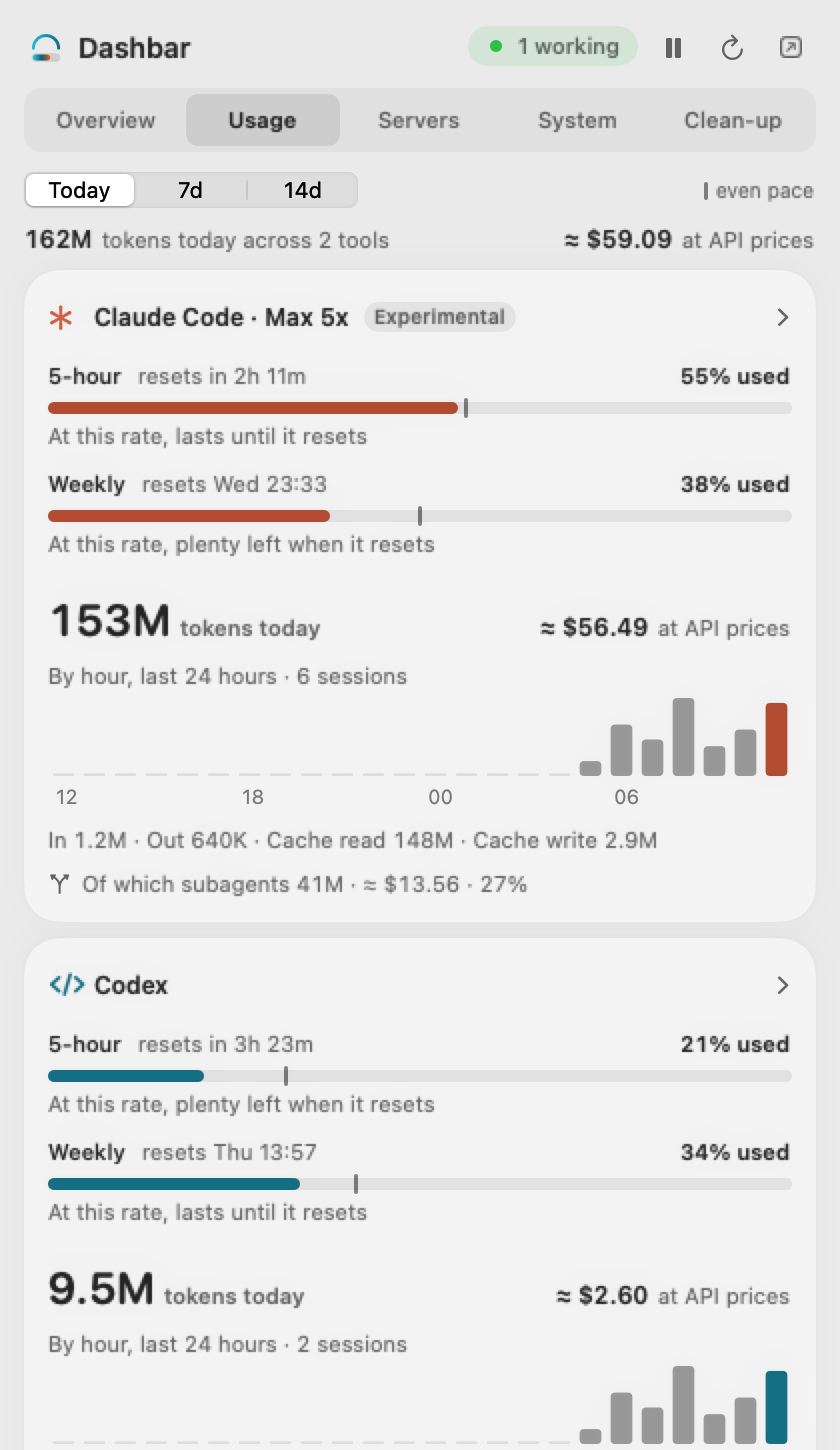 Dashbar
1 working
Overview Usage Servers System Clean-up
Today 7d 14d
even pace
162M tokens today across 2 tools
≈ $59.09 at API prices
Claude Code · Max 5x Experimental
5-hour resets in 2h 11m 55% used
At this rate, lasts until it resets
Weekly resets Wed 23:33 38% used
At this rate, plenty left when it resets
153M tokens today ≈ $56.49 at API prices
By hour, last 24 hours · 6 sessions
12 18 00 06
In 1.2M · Out 640K · Cache read 148M · Cache write 2.9M
Of which subagents 41M · ≈ $13.56 · 27%
</> Codex
5-hour resets in 3h 23m 21% used
At this rate, plenty left when it resets
Weekly resets Thu 13:57 34% used
At this rate, lasts until it resets
9.5M tokens today ≈ $2.60 at API prices
By hour, last 24 hours · 2 sessions